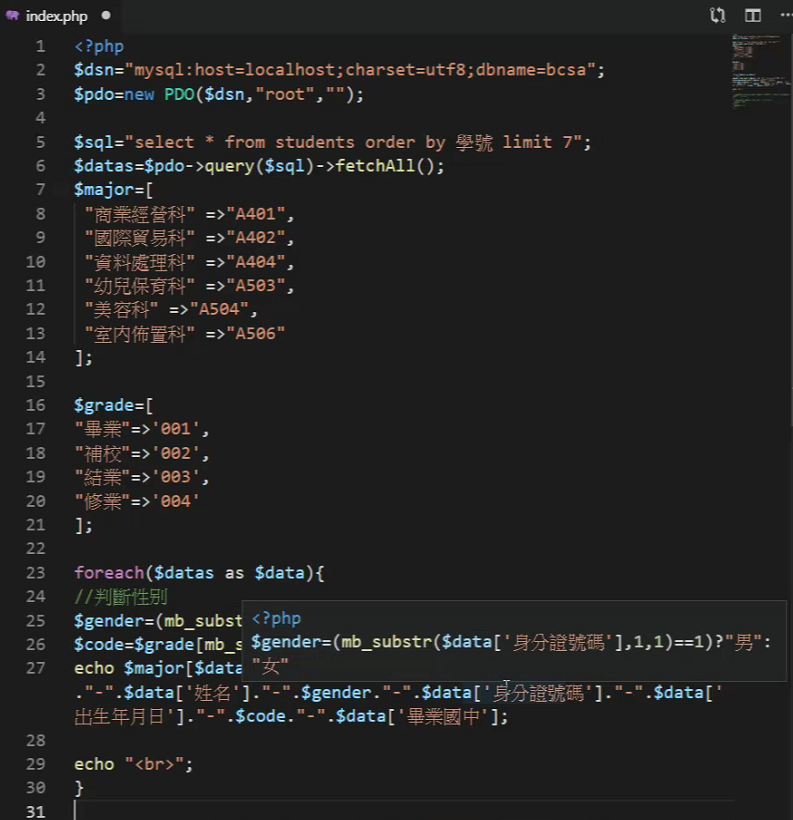 index.php
1 <?php
2 $dsn="mysql:host=localhost;charset=utf8;dbname=bcsa";
3 $pdo=new PDO($dsn,"root","");
4
5 $sql="select * from students order by 學號 limit 7";
6 $datas=$pdo->query($sql)->fetchAll();
7 $major=[
8 "商業經營科" =>"A401",
9 "國際貿易科" =>"A402",
10 "資料處理科" =>"A404",
11 "幼兒保育科" =>"A503",
12 "美容科" =>"A504",
13 "室內佈置科" =>"A506"
14 ];
15
16 $grade=[
17 "畢業"=>'001',
18 "補校"=>'002',
19 "結業"=>'003',
20 "修業"=>'004'
21 ];
22
23 foreach($datas as $data){
24 //判斷性別
25 $gender=(mb_subst
<?php
$gender=(mb_substr($data['身分證號碼'],1,1)==1)?"男":
"女"
26 $code=$grade[mb_s
27 echo $major[$data
."-".$data['姓名']."-".$gender."-".$data['身分證號碼']."-".$data['
出生年月日']."-".$code."-".$data['畢業國中'];
28
29 echo "<br>";
30 }
31